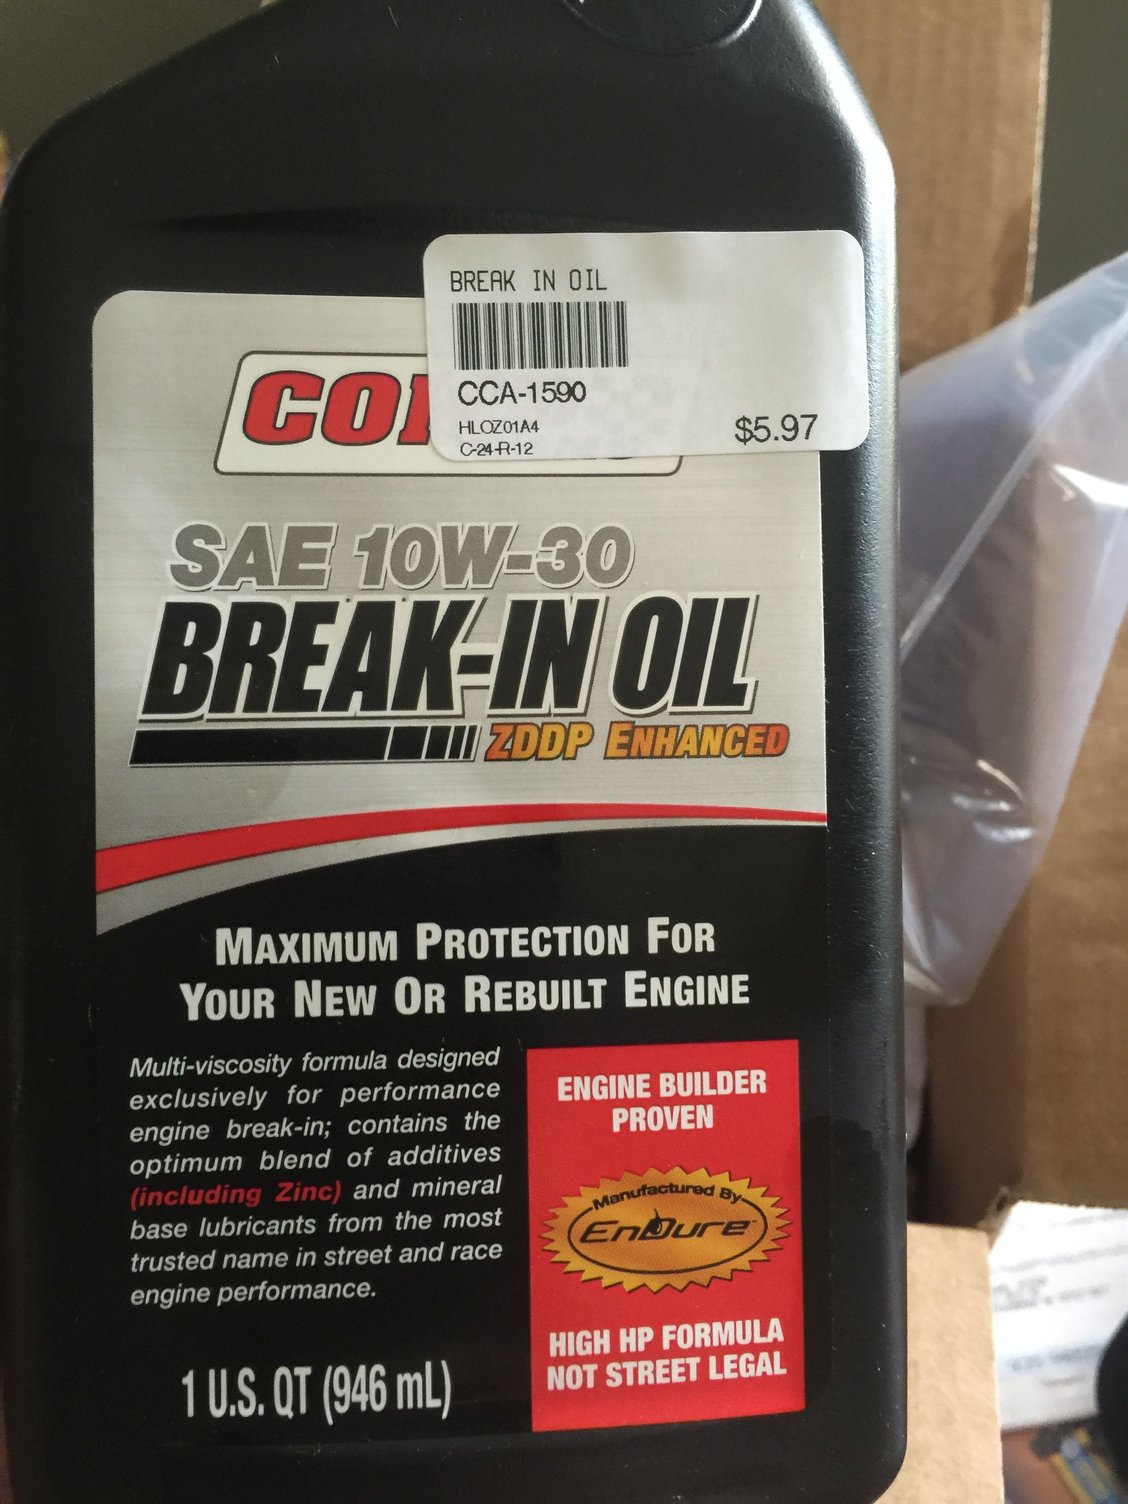 BREAK IN OIL
CCA-1590
HLOZ01A4
C-24-R-12
$5.97
SAE 10W-30
BREAK-IN OIL
ZDDP ENHANCED
MAXIMUM PROTECTION FOR
YOUR NEW OR REBUILT ENGINE
Multi-viscosity formula designed
exclusively for performance
engine break-in; contains the
optimum blend of additives
(including Zinc) and mineral
base lubricants from the most
trusted name in street and race
engine performance.
1 U.S. QT (946 mL)
ENGINE BUILDER
PROVEN
Manufactured By
EnDure
HIGH HP FORMULA
NOT STREET LEGAL